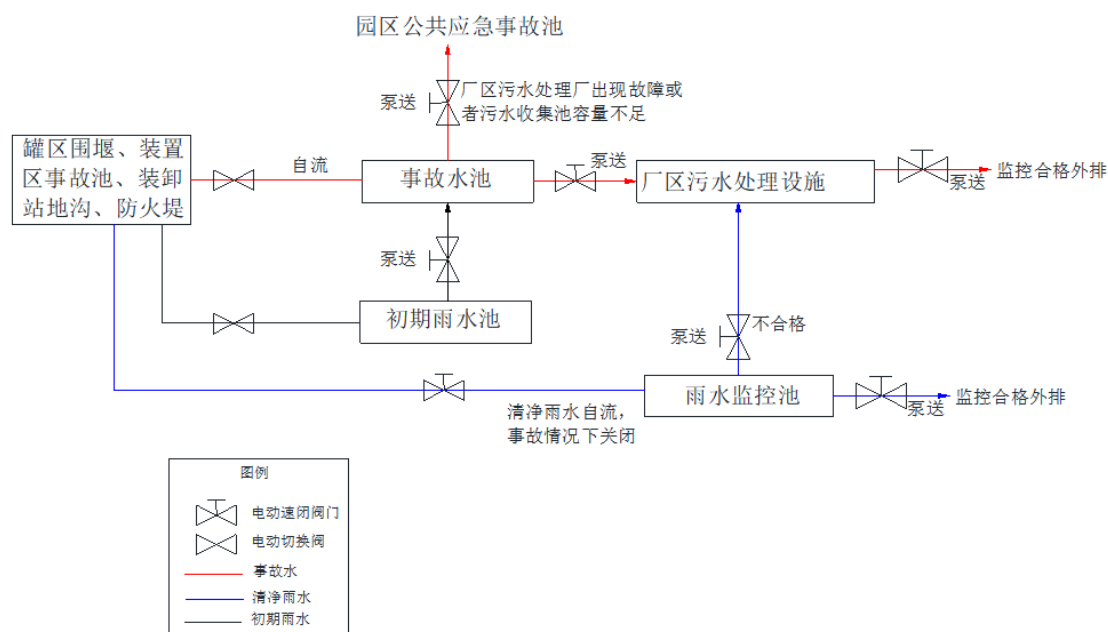 园区公共应急事故池
泵送
厂区污水处理厂出现故障或
者污水收集池容量不足
罐区围堰、装置
区事故池、装卸
站地沟、防火堤
自流
事故水池
泵送
厂区污水处理设施
泵送
监控合格外排
泵送
初期雨水池
泵送
不合格
雨水监控池
泵送
监控合格外排
清净雨水自流，
事故情况下关闭
图例
电动速闭阀门
电动切换阀
事故水
清净雨水
初期雨水